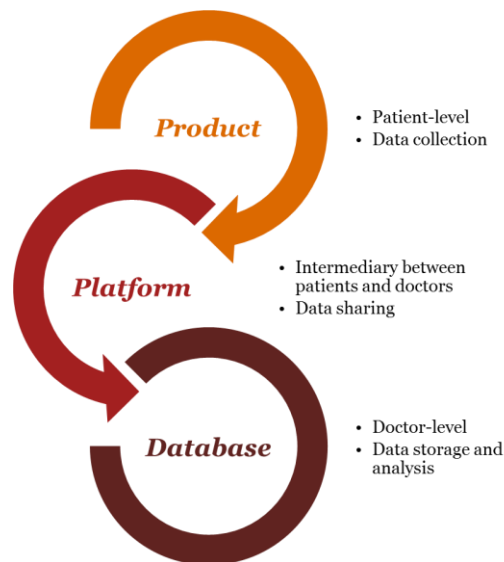 Product
• Patient-level
• Data collection
Platform
• Intermediary between
patients and doctors
• Data sharing
Database
• Doctor-level
• Data storage and
analysis